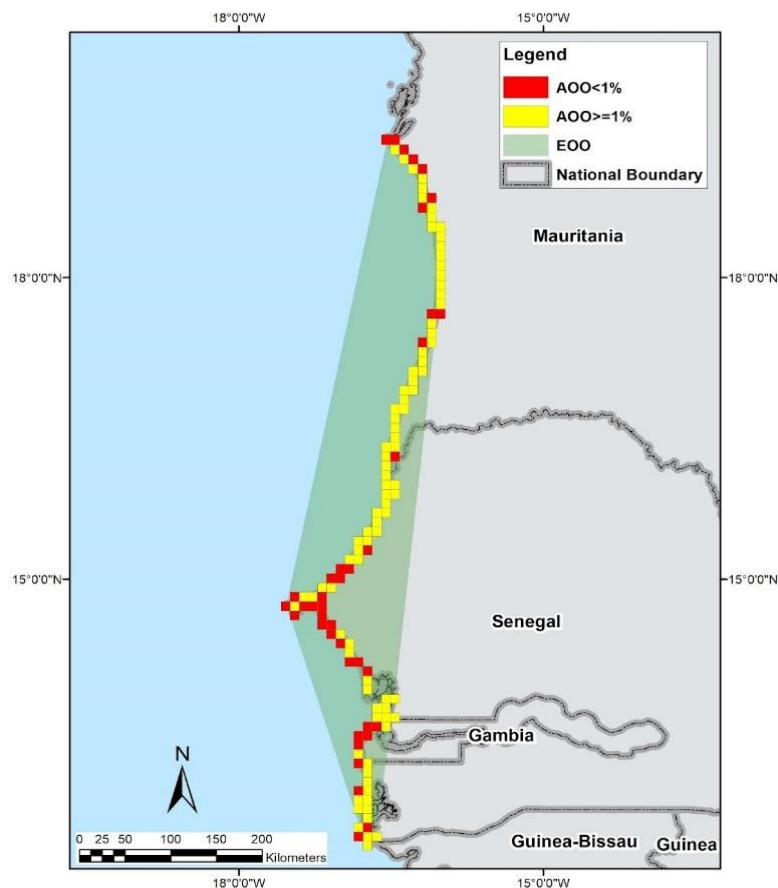 18°0'0"W 15°0'0"W
Legend
AOO<1%
AOO>=1%
EOO
National Boundary
Mauritania
18°0'0"N 18°0'0"N
15°0'0"N 15°0'0"N
Senegal
Gambia
N
Guinea-Bissau Guinea
0 25 50 100 150 200
Kilometers
18°0'0"W 15°0'0"W